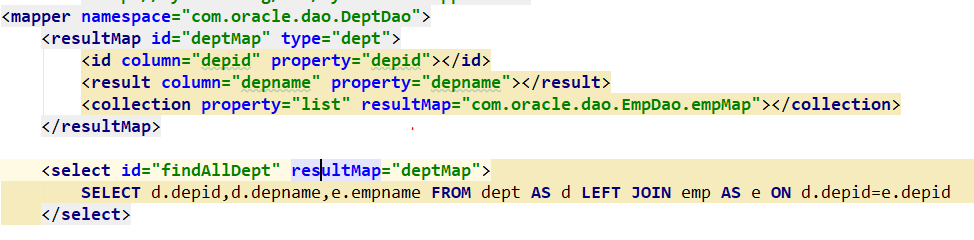 <mapper namespace="com.oracle.dao.DeptDao">
<resultMap id="deptMap" type="dept">
<id column="depid" property="depid"></id>
<result column="depname" property="depname"></result>
<collection property="list" resultMap="com.oracle.dao.EmpDao.empMap"></collection>
</resultMap>
<select id="findAllDept" resultMap="deptMap">
SELECT d.depid,d.depname,e.empname FROM dept AS d LEFT JOIN emp AS e ON d.depid=e.depid
</select>